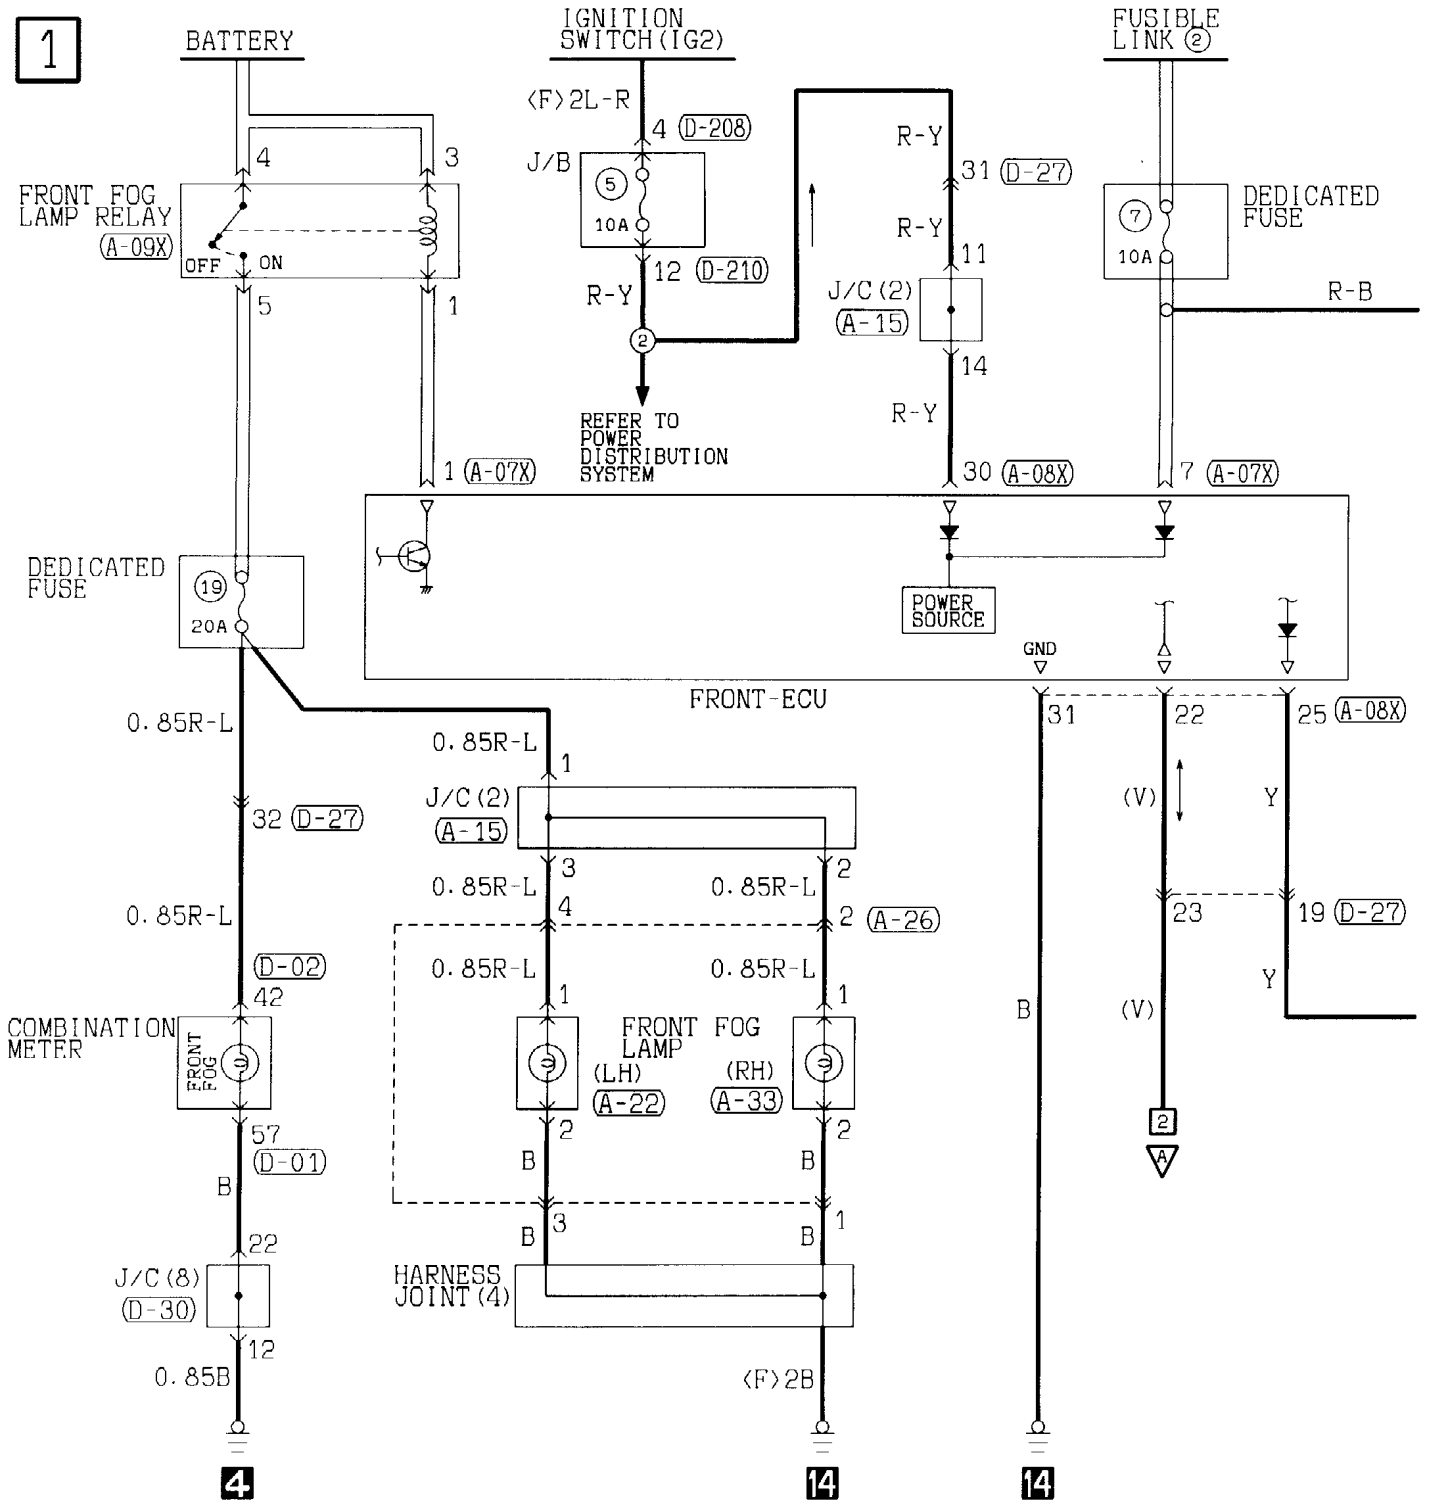 1
BATTERY
IGNITION
SWITCH(IG2)
FUSIBLE
LINK ②
<F>2L-R
4 (D-208)
J/B
5
10A
12 (D-210)
R-Y
2
REFER TO
POWER
DISTRIBUTION
SYSTEM
R-Y
31 (D-27)
R-Y
11
J/C(2)
(A-15)
14
R-Y
30 (A-08X)
7
10A
DEDICATED
FUSE
R-B
7 (A-07X)
4
3
FRONT FOG
LAMP RELAY
(A-09X)
OFF
ON
5
1
1 (A-07X)
DEDICATED
FUSE
19
20A
POWER
SOURCE
GND
FRONT-ECU
31
22
25 (A-08X)
0.85R-L
0.85R-L
1
J/C(2)
(A-15)
32 (D-27)
(V)
Y
3
2
0.85R-L
0.85R-L
0.85R-L
4
2 (A-26)
23
19 (D-27)
0.85R-L
0.85R-L
(D-02)
42
1
1
B
(V)
Y
COMBINATION
METER
FRONT
FOG
FRONT FOG
LAMP
(LH)
(A-22)
(RH)
(A-33)
57
(D-01)
2
2
B
B
B
2
A
3
1
B
B
22
J/C(8)
(D-30)
HARNESS
JOINT(4)
12
0.85B
<F>2B
4
14
14